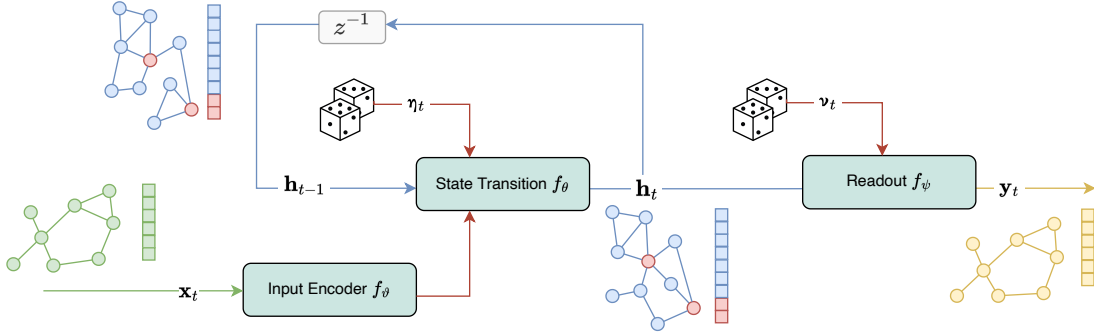 z⁻¹
η_t
ν_t
h_{t−1}
State Transition f_θ
h_t
Readout f_ψ
y_t
x_t
Input Encoder f_ϑ